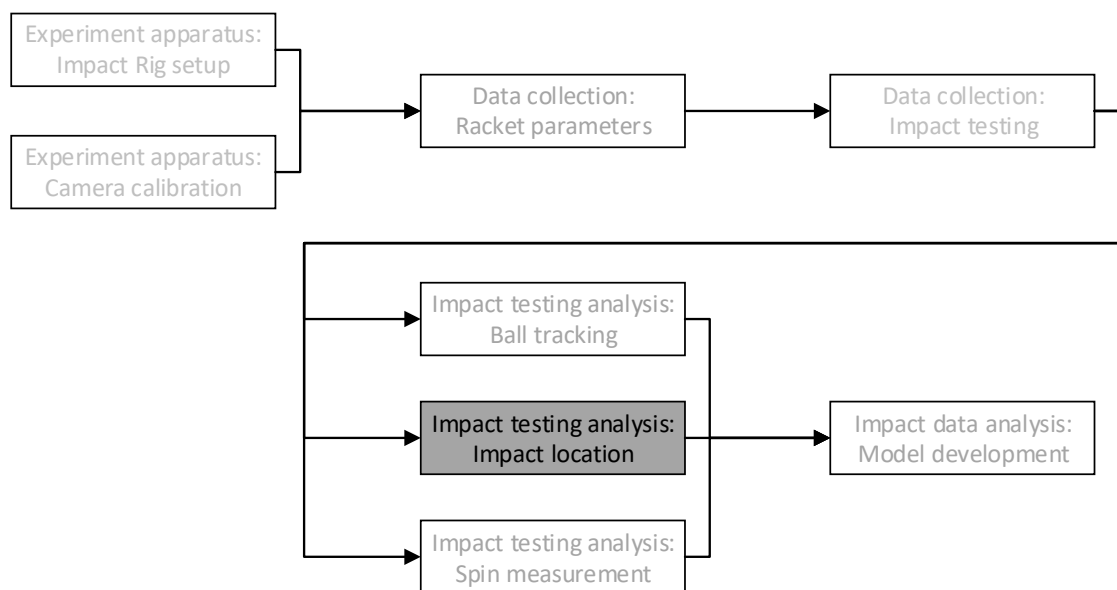 Experiment apparatus:
Impact Rig setup
Experiment apparatus:
Camera calibration
Data collection:
Racket parameters
Data collection:
Impact testing
Impact testing analysis:
Ball tracking
Impact testing analysis:
Impact location
Impact testing analysis:
Spin measurement
Impact data analysis:
Model development